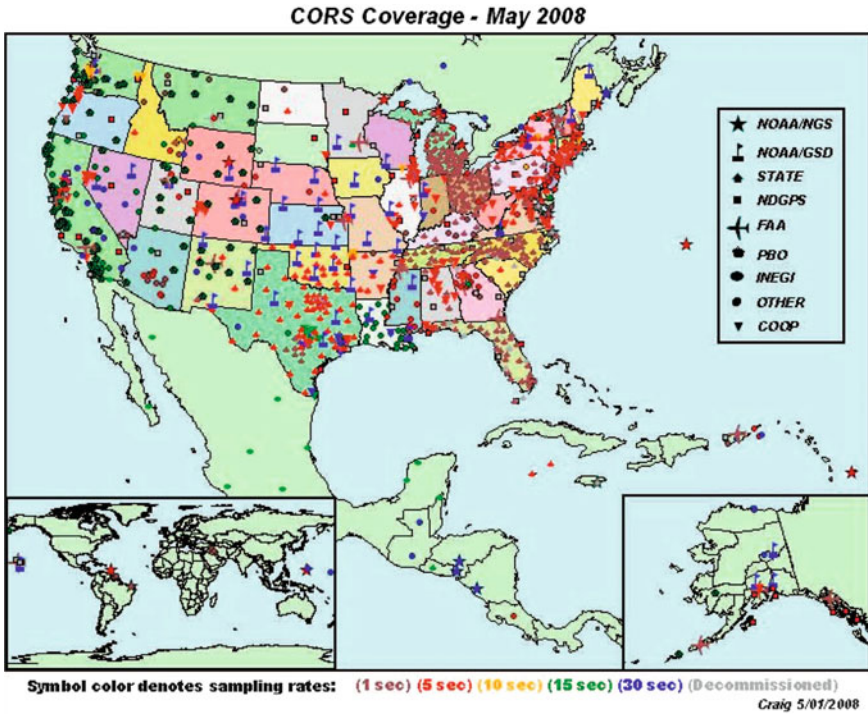 CORS Coverage - May 2008
NOAA/NGS
NOAA/GSD
STATE
NDGPS
FAA
PBO
INEGI
OTHER
COOP
Symbol color denotes sampling rates: (1 sec) (5 sec) (10 sec) (15 sec) (30 sec) (Decommissioned)
Craig 5/01/2008